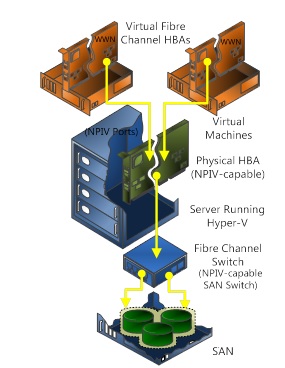 Virtual Fibre
Channel HBAs
WWN
WWN
Virtual
Machines
(NPIV Ports)
Physical HBA
(NPIV-capable)
Server Running
Hyper-V
Fibre Channel
Switch
(NPIV-capable
SAN Switch)
SAN